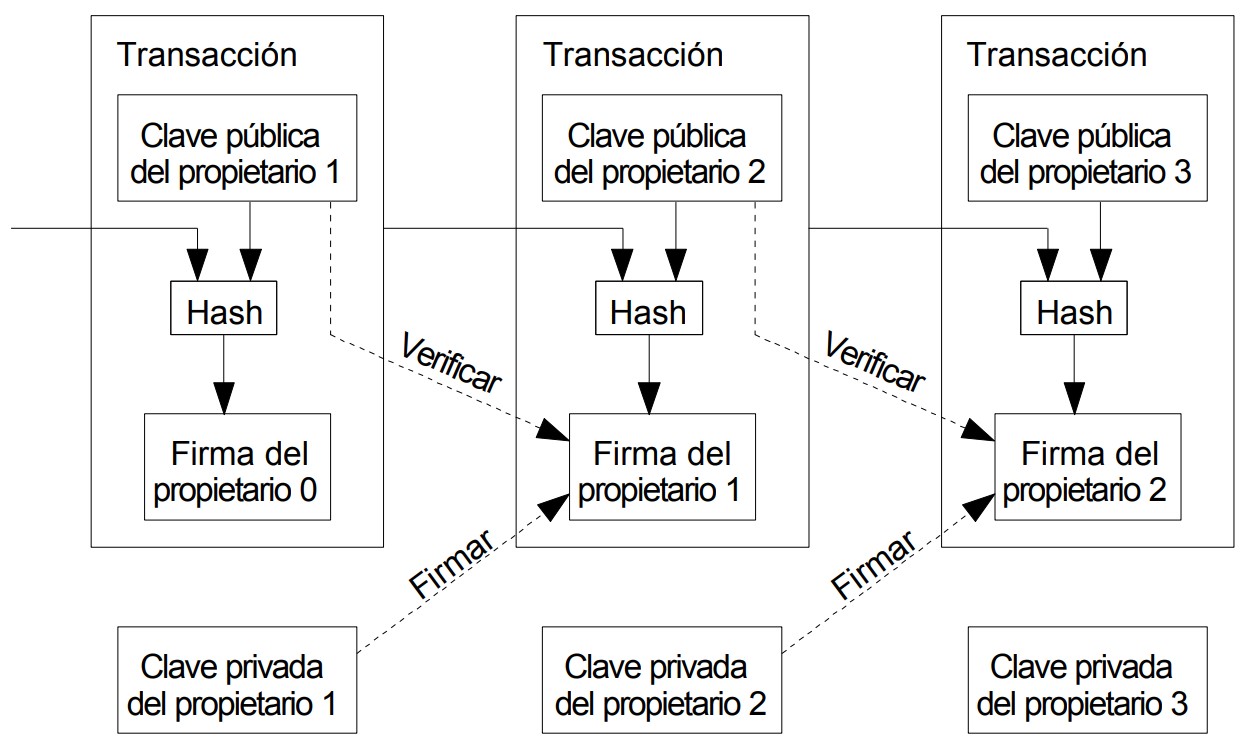 Transacción
Clave pública
del propietario 1
Hash
Firma del
propietario 0
Transacción
Clave pública
del propietario 2
Hash
Verificar
Firma del
propietario 1
Transacción
Clave pública
del propietario 3
Hash
Verificar
Firma del
propietario 2
Firmar
Firmar
Clave privada
del propietario 1
Clave privada
del propietario 2
Clave privada
del propietario 3